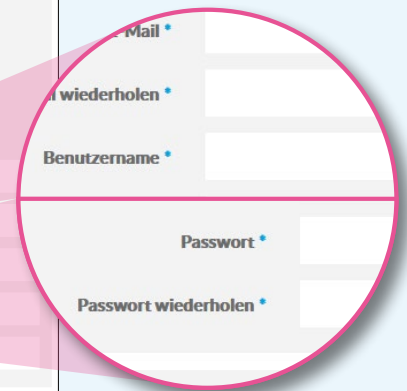 Mail *
wiederholen *
Benutzername *
Passwort *
Passwort wiederholen *